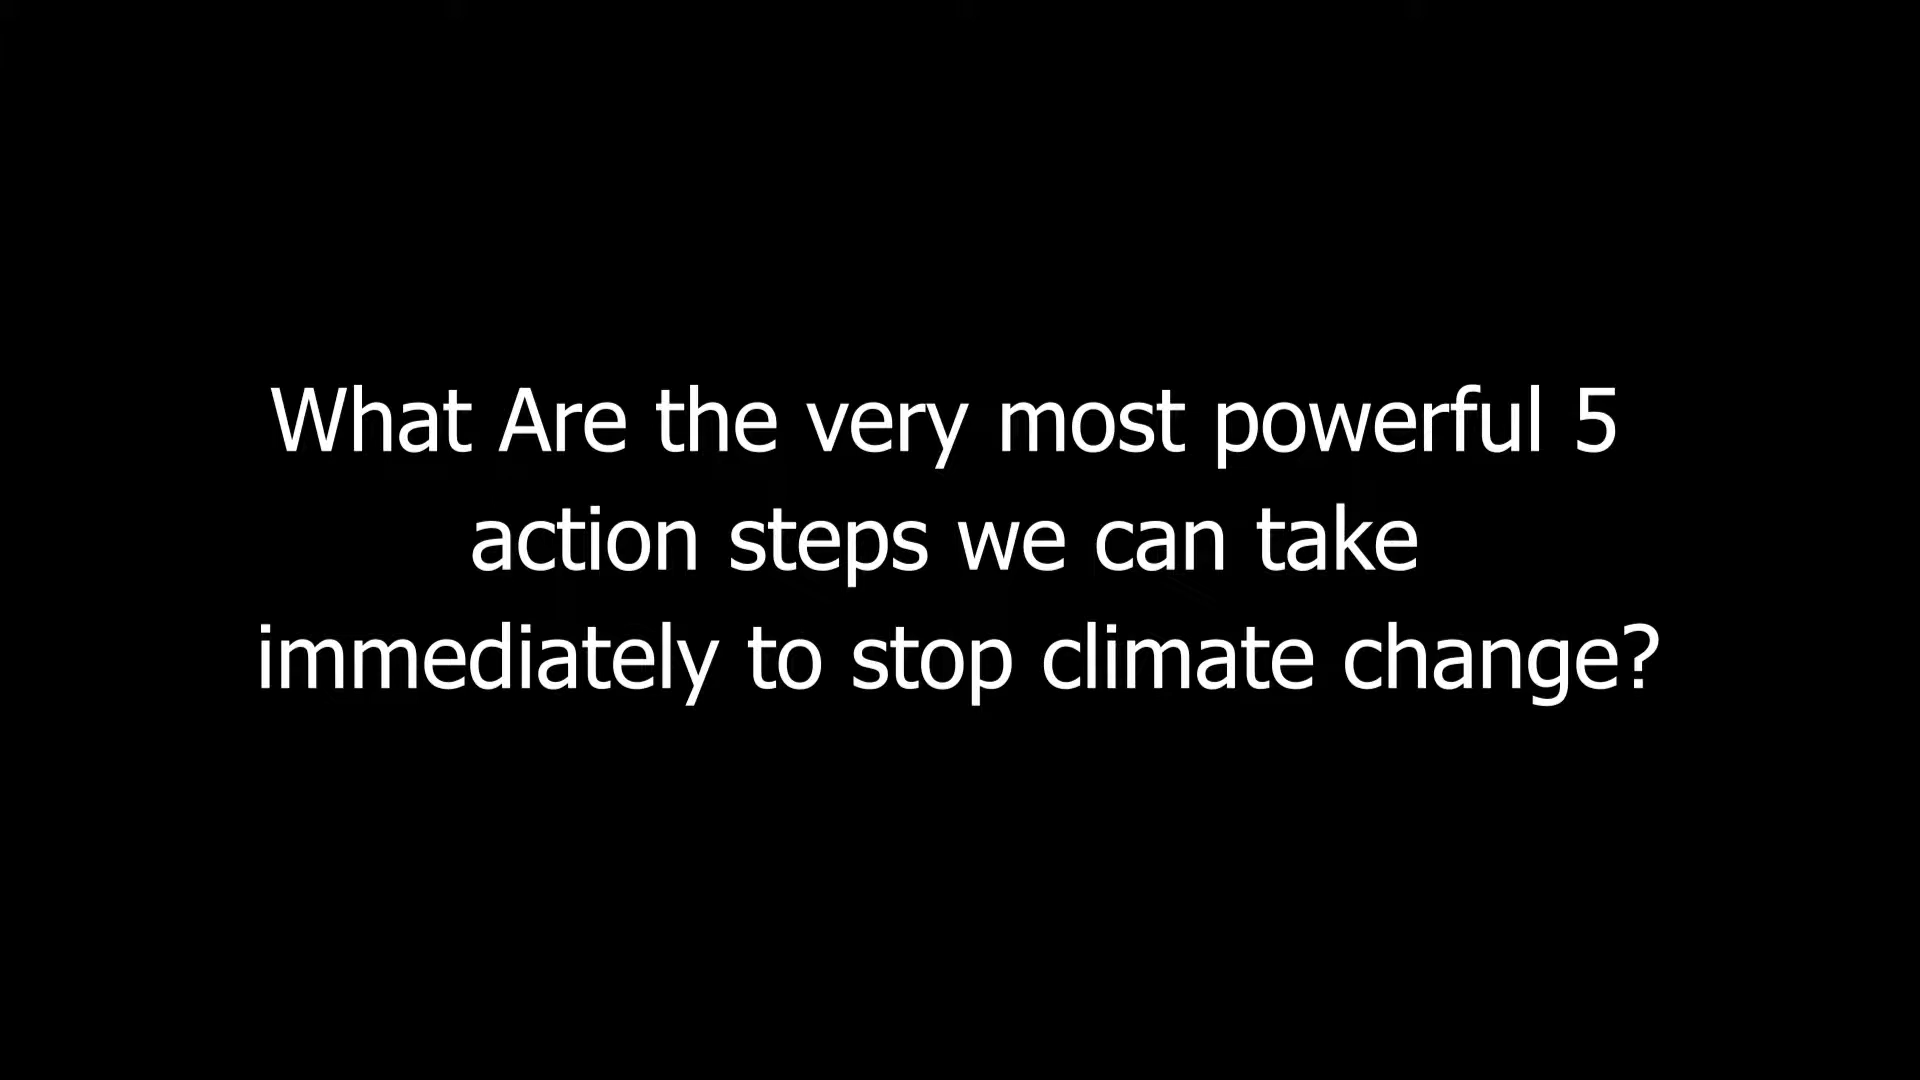 What Are the very most powerful 5
action steps we can take
immediately to stop climate change?